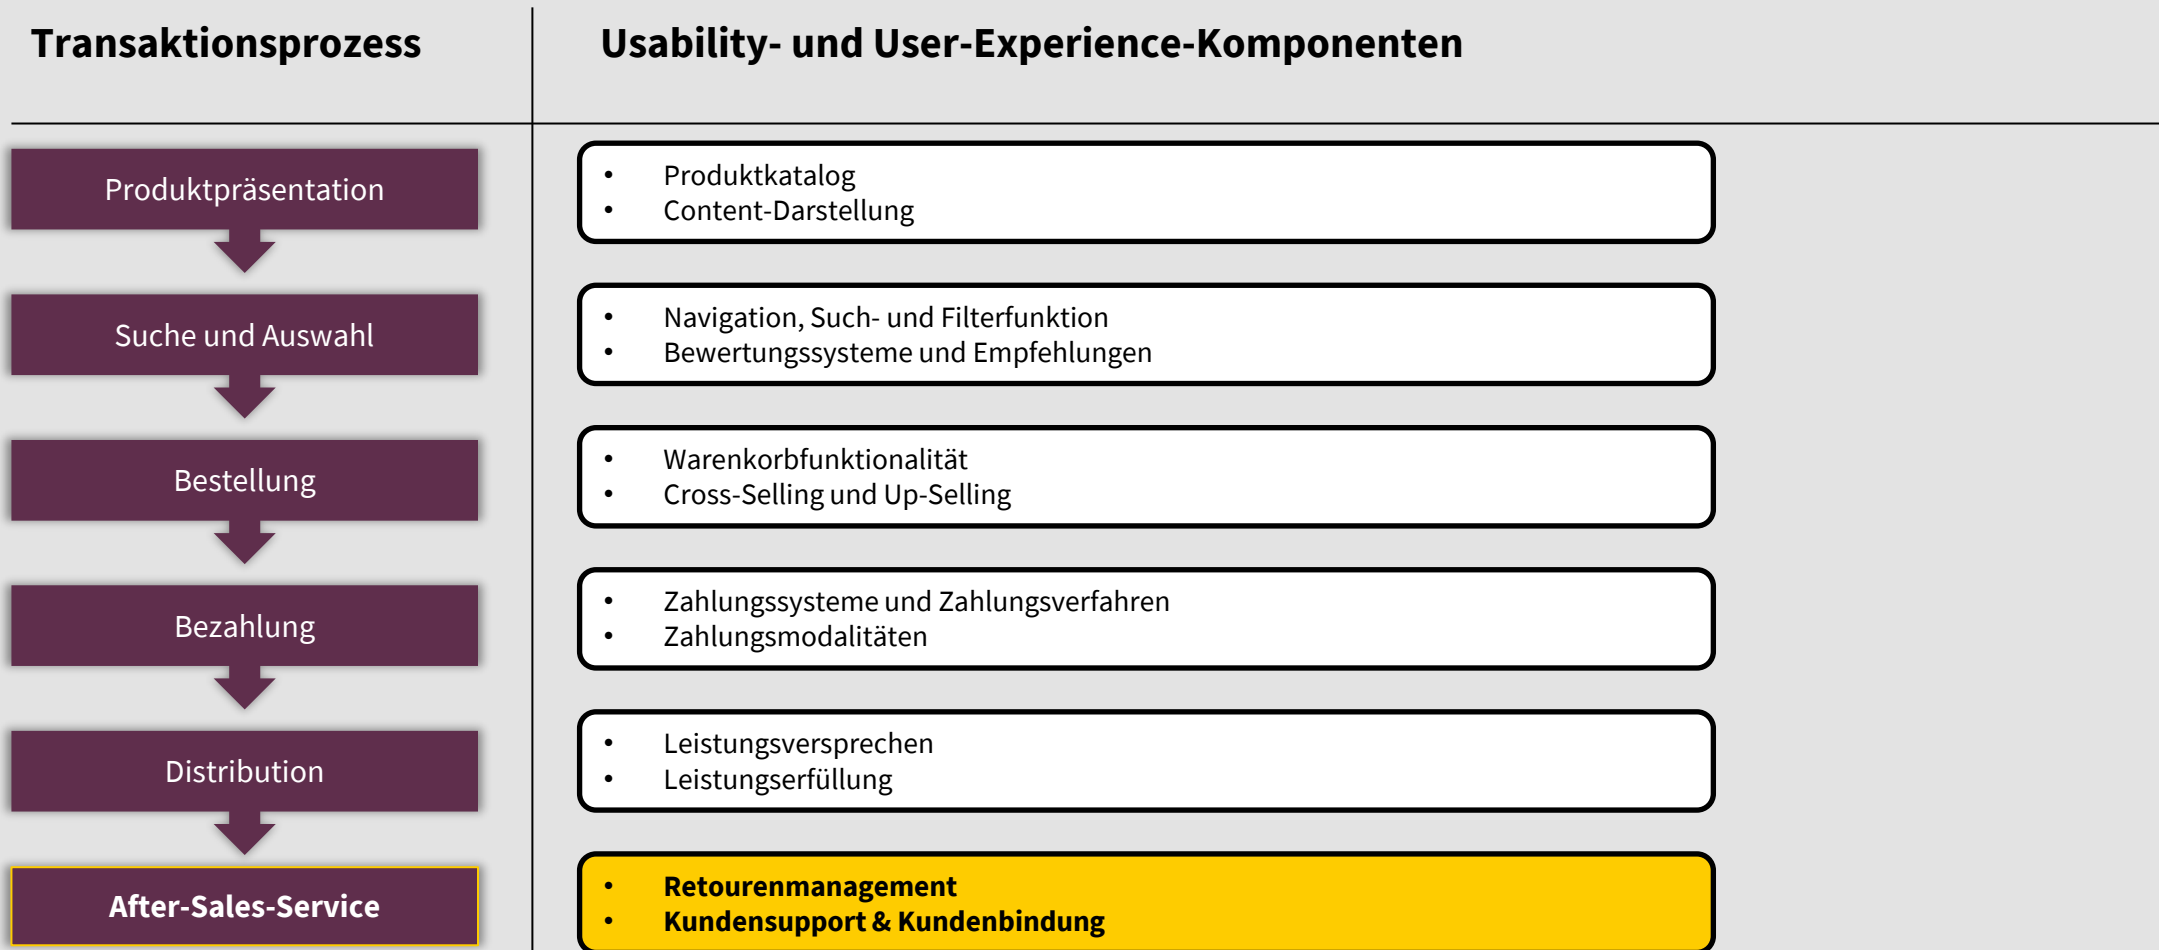 Transaktionsprozess
Usability- und User-Experience-Komponenten
Produktpräsentation
• Produktkatalog
• Content-Darstellung
Suche und Auswahl
• Navigation, Such- und Filterfunktion
• Bewertungssysteme und Empfehlungen
Bestellung
• Warenkorbfunktionalität
• Cross-Selling und Up-Selling
Bezahlung
• Zahlungssysteme und Zahlungsverfahren
• Zahlungsmodalitäten
Distribution
• Leistungsversprechen
• Leistungserfüllung
After-Sales-Service
• Retourenmanagement
• Kundensupport & Kundenbindung